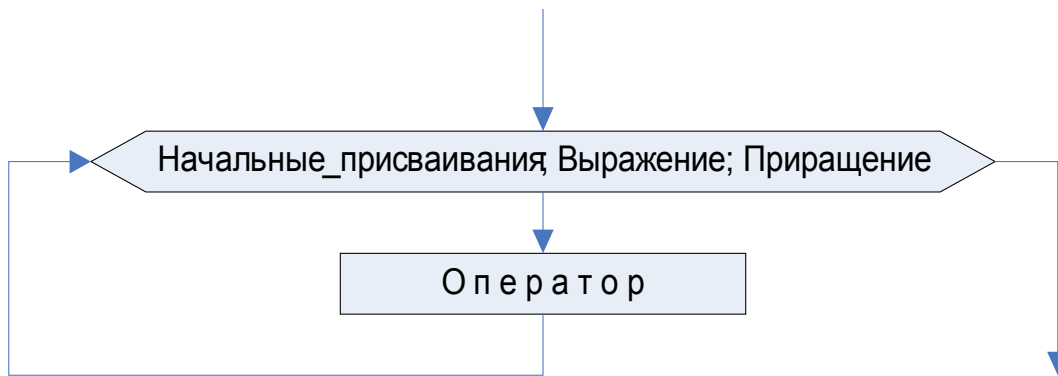 Начальные_присваивания; Выражение; Приращение
О п е р а т о р